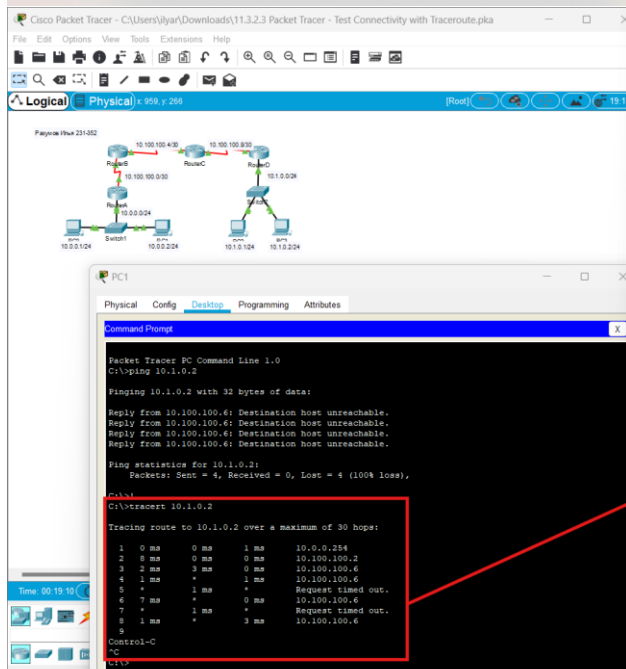 Cisco Packet Tracer - C:\Users\ilyar\Downloads\11.3.2.3 Packet Tracer - Test Connectivity with Traceroute.pka
File Edit Options View Tools Extensions Help
Logical Physical x: 959, y: 266 [Root] 19:1
Разумов Илья 231-352
10.100.100.4/30 10.100.100.8/30
RouterB RouterC RouterD
10.100.100.0/30 10.1.0.0/24
RouterA
10.0.0.0/24
Switch1
10.0.0.1/24 10.0.0.2/24 10.1.0.1/24 10.1.0.2/24
PC1
Physical Config Desktop Programming Attributes
Command Prompt X
Packet Tracer PC Command Line 1.0
C:\>ping 10.1.0.2
Pinging 10.1.0.2 with 32 bytes of data:
Reply from 10.100.100.6: Destination host unreachable.
Reply from 10.100.100.6: Destination host unreachable.
Reply from 10.100.100.6: Destination host unreachable.
Reply from 10.100.100.6: Destination host unreachable.
Ping statistics for 10.1.0.2:
Packets: Sent = 4, Received = 0, Lost = 4 (100% loss),
C:\>tracert 10.1.0.2
Tracing route to 10.1.0.2 over a maximum of 30 hops:
1 0 ms 0 ms 1 ms 10.0.0.254
2 8 ms 0 ms 0 ms 10.100.100.2
3 2 ms 3 ms 0 ms 10.100.100.6
4 1 ms * 1 ms 10.100.100.6
5 * 1 ms * Request timed out.
6 7 ms * 0 ms 10.100.100.6
7 * 1 ms * Request timed out.
8 1 ms * 3 ms 10.100.100.6
9
Control-C
^C
C:\>
Time: 00:19:10